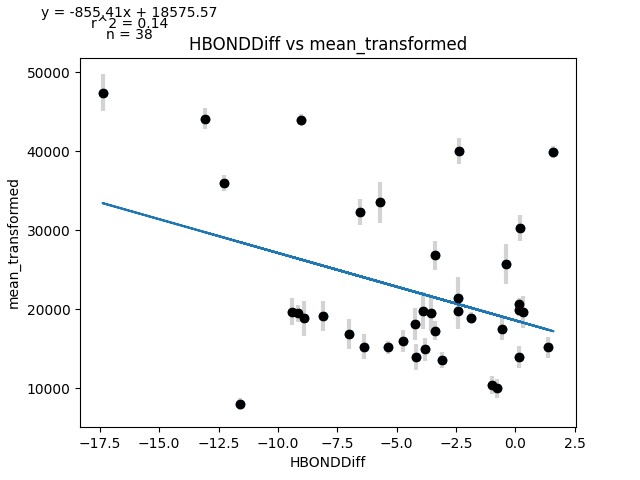 y = -855.41x + 18575.57
r^2 = 0.14
n = 38
HBONDDiff vs mean_transformed
mean_transformed
50000
40000
30000
20000
10000
−17.5 −15.0 −12.5 −10.0 −7.5 −5.0 −2.5 0.0 2.5
HBONDDiff